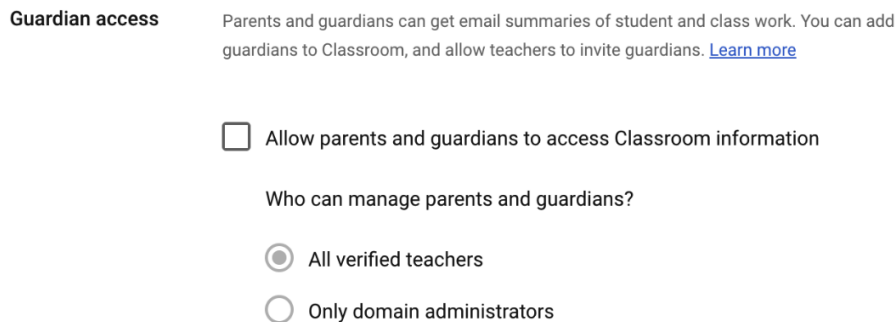 Guardian access
Parents and guardians can get email summaries of student and class work. You can add
guardians to Classroom, and allow teachers to invite guardians. Learn more
Allow parents and guardians to access Classroom information
Who can manage parents and guardians?
All verified teachers
Only domain administrators